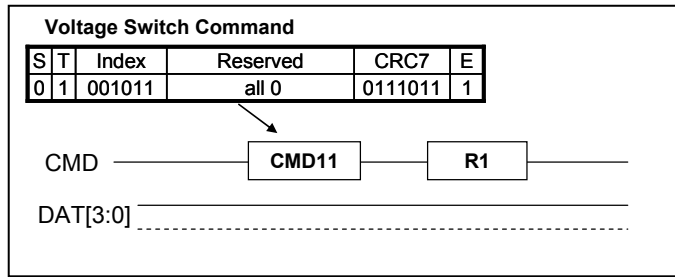 Voltage Switch Command
S T Index Reserved CRC7 E
0 1 001011 all 0 0111011 1
CMD CMD11 R1
DAT[3:0]